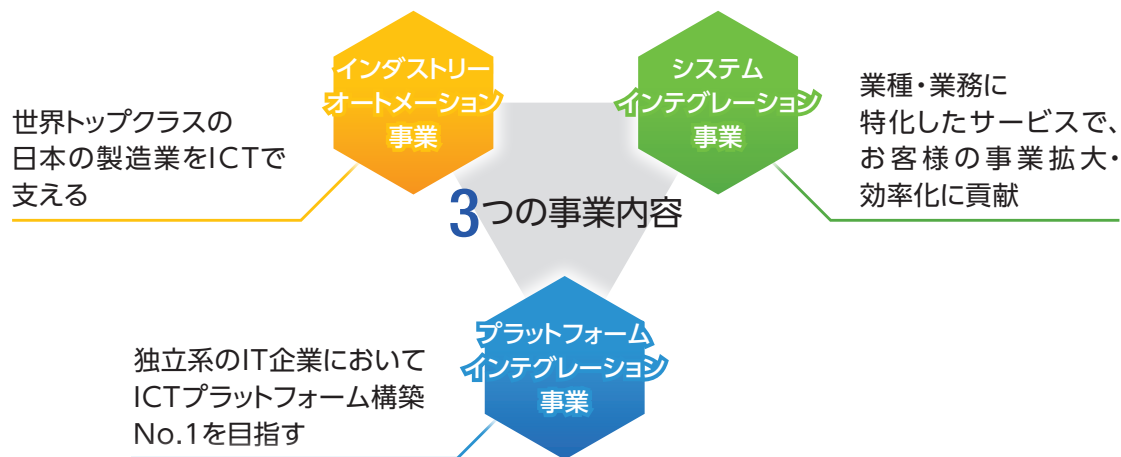 インダストリー
オートメーション
事業
システム
インテグレーション
事業
世界トップクラスの
日本の製造業をICTで
支える
業種・業務に
特化したサービスで、
お客様の事業拡大・
効率化に貢献
3つの事業内容
プラットフォーム
インテグレーション
事業
独立系のIT企業において
ICTプラットフォーム構築
No.1を目指す